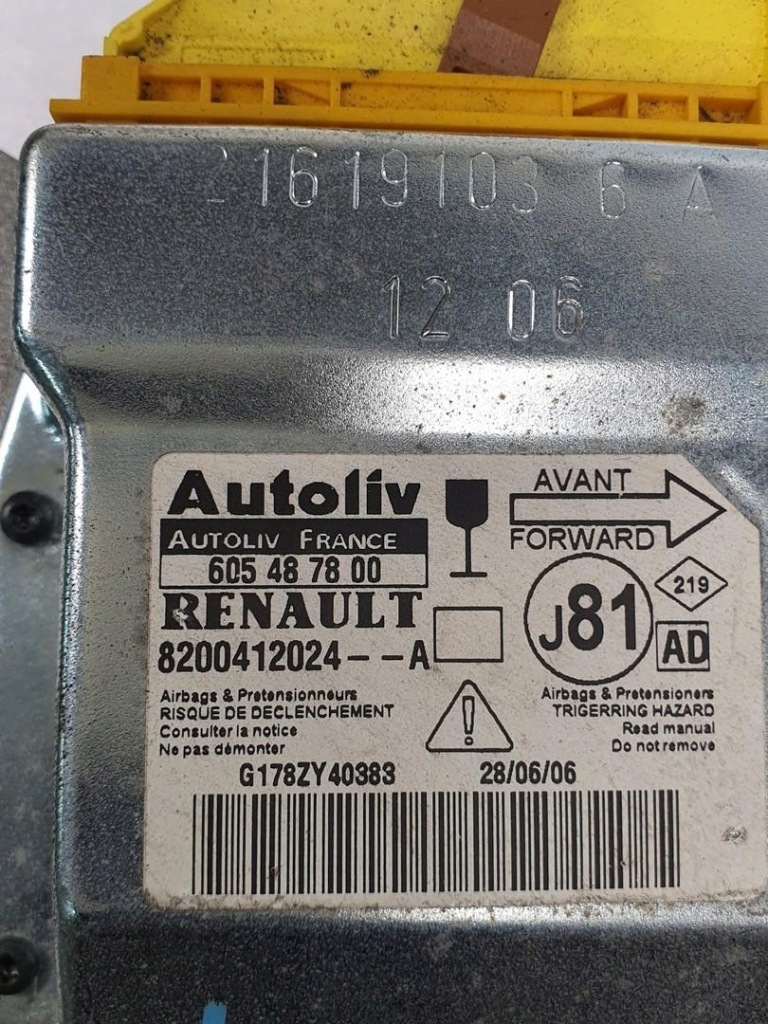 21619103 6 A
12 06
Autoliv
AUTOLIV FRANCE
605 48 78 00
RENAULT
8200412024--A
AVANT
FORWARD
J81
219
AD
Airbags & Pretensionneurs
RISQUE DE DECLENCHEMENT
Consulter la notice
Ne pas démonter
Airbags & Pretensioners
TRIGERRING HAZARD
Read manual
Do not remove
G178ZY40383
28/06/06